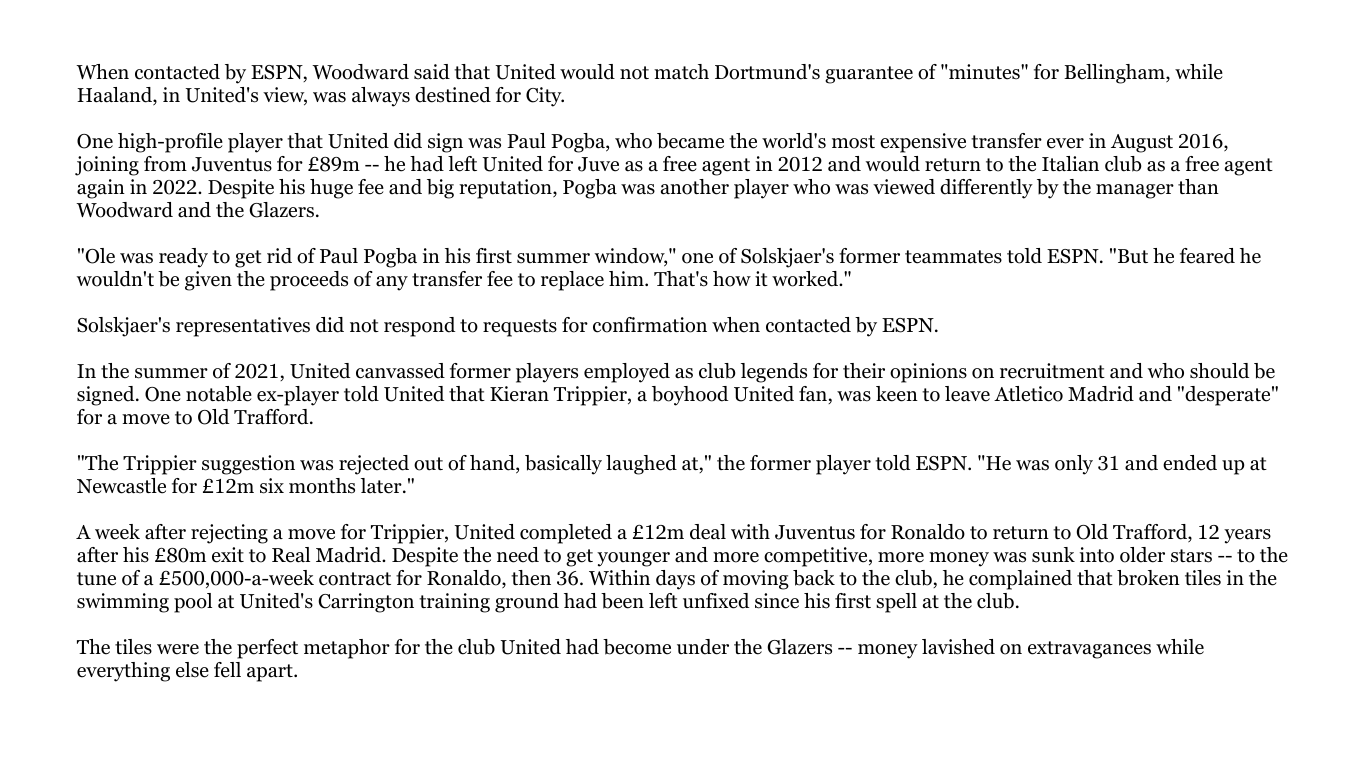 When contacted by ESPN, Woodward said that United would not match Dortmund's guarantee of "minutes" for Bellingham, while
Haaland, in United's view, was always destined for City.
One high-profile player that United did sign was Paul Pogba, who became the world's most expensive transfer ever in August 2016,
joining from Juventus for £89m -- he had left United for Juve as a free agent in 2012 and would return to the Italian club as a free agent
again in 2022. Despite his huge fee and big reputation, Pogba was another player who was viewed differently by the manager than
Woodward and the Glazers.
"Ole was ready to get rid of Paul Pogba in his first summer window," one of Solskjaer's former teammates told ESPN. "But he feared he
wouldn't be given the proceeds of any transfer fee to replace him. That's how it worked."
Solskjaer's representatives did not respond to requests for confirmation when contacted by ESPN.
In the summer of 2021, United canvassed former players employed as club legends for their opinions on recruitment and who should be
signed. One notable ex-player told United that Kieran Trippier, a boyhood United fan, was keen to leave Atletico Madrid and "desperate"
for a move to Old Trafford.
"The Trippier suggestion was rejected out of hand, basically laughed at," the former player told ESPN. "He was only 31 and ended up at
Newcastle for £12m six months later."
A week after rejecting a move for Trippier, United completed a £12m deal with Juventus for Ronaldo to return to Old Trafford, 12 years
after his £80m exit to Real Madrid. Despite the need to get younger and more competitive, more money was sunk into older stars -- to the
tune of a £500,000-a-week contract for Ronaldo, then 36. Within days of moving back to the club, he complained that broken tiles in the
swimming pool at United's Carrington training ground had been left unfixed since his first spell at the club.
The tiles were the perfect metaphor for the club United had become under the Glazers -- money lavished on extravagances while
everything else fell apart.